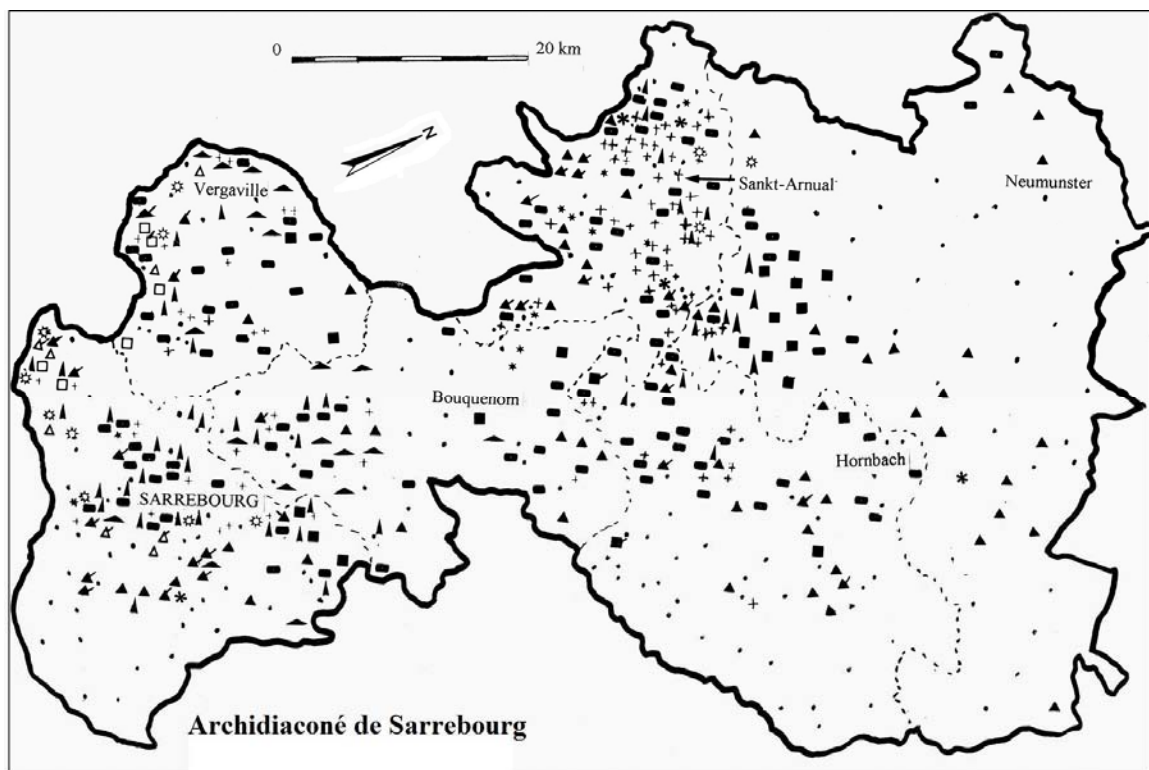 0 20 km
N
Vergaville
Sankt-Arnual
Neumunster
Bouquenom
Hornbach
SARREBOURG
Archidiaconé de Sarrebourg